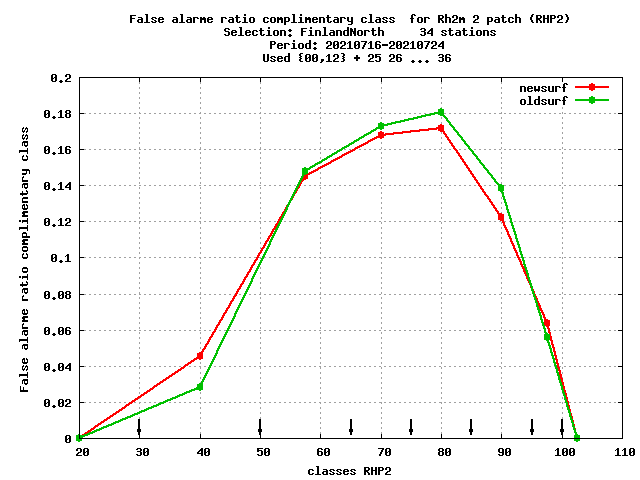 False alarme ratio complimentary class  for Rh2m 2 patch (RHP2)
Selection: FinlandNorth     34 stations
Period: 20210716-20210724
Used {00,12} + 25 26 ... 36
newsurf
oldsurf
False alarme ratio complimentary class
0.2
0.18
0.16
0.14
0.12
0.1
0.08
0.06
0.04
0.02
0
20 30 40 50 60 70 80 90 100 110
classes RHP2